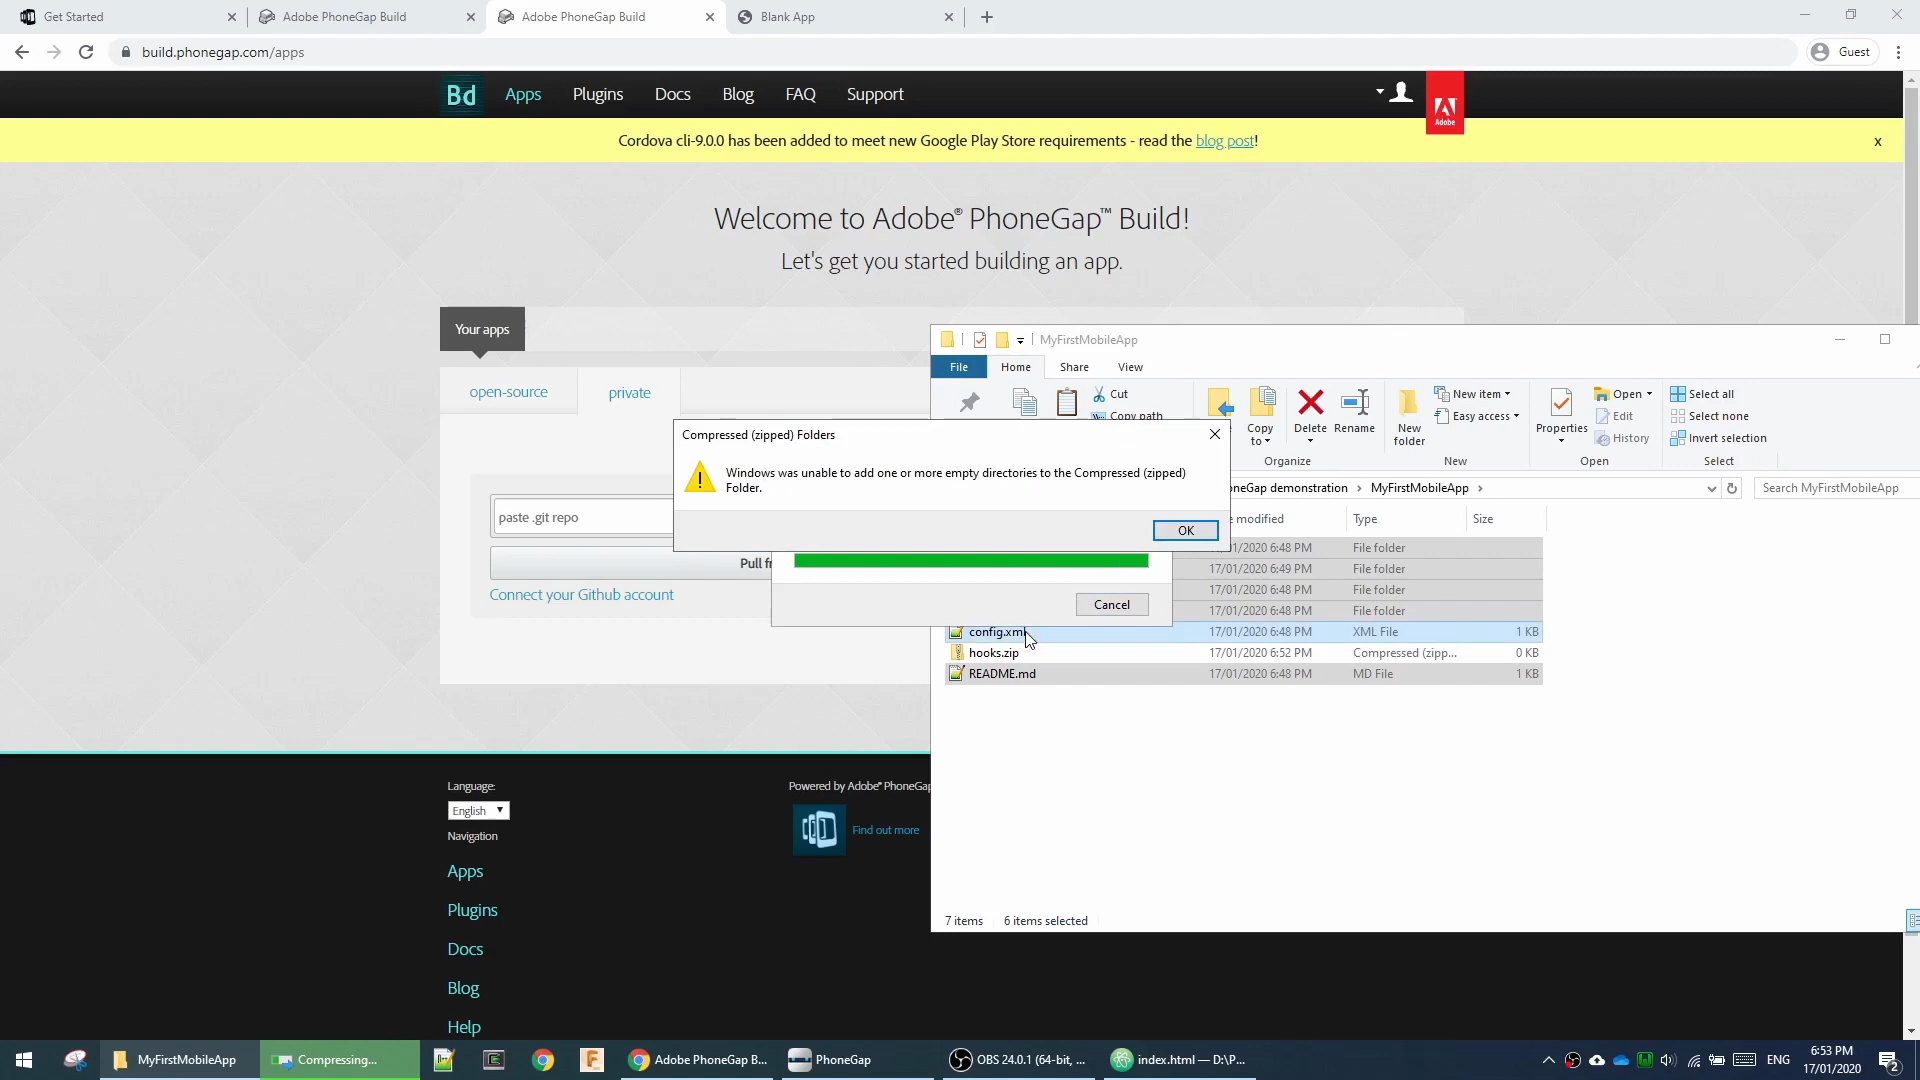 Get Started
Adobe PhoneGap Build
Adobe PhoneGap Build
Blank App
build.phonegap.com/apps
Guest
Bd
Apps
Plugins
Docs
Blog
FAQ
Support
Adobe
Cordova cli-9.0.0 has been added to meet new Google Play Store requirements - read the blog post!
x
Welcome to Adobe® PhoneGap™ Build!
Let's get you started building an app.
Your apps
open-source
private
paste .git repo
Pull fr
Connect your Github account
MyFirstMobileApp
File
Home
Share
View
Cut
Copy path
Copy to
Delete
Rename
New folder
New item
Easy access
Properties
Open
Edit
History
Select all
Select none
Invert selection
Organize
New
Open
Select
Compressed (zipped) Folders
Windows was unable to add one or more empty directories to the Compressed (zipped)
Folder.
OK
Cancel
neGap demonstration > MyFirstMobileApp >
Search MyFirstMobileApp
modified
Type
Size
/01/2020 6:48 PM File folder
17/01/2020 6:49 PM File folder
17/01/2020 6:48 PM File folder
17/01/2020 6:48 PM File folder
config.xml 17/01/2020 6:48 PM XML File 1 KB
hooks.zip 17/01/2020 6:52 PM Compressed (zipp... 0 KB
README.md 17/01/2020 6:48 PM MD File 1 KB
7 items
6 items selected
Language:
English
Navigation
Apps
Plugins
Docs
Blog
Help
Powered by Adobe® PhoneGap
Find out more
MyFirstMobileApp
Compressing...
Adobe PhoneGap B...
PhoneGap
OBS 24.0.1 (64-bit, ...
index.html — D:\P...
ENG
6:53 PM
17/01/2020
2